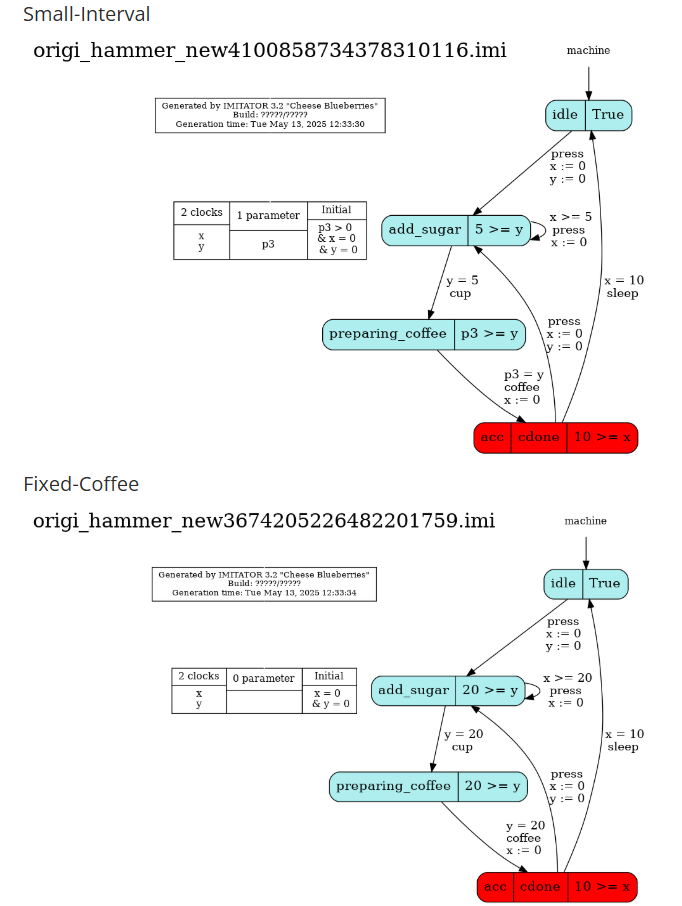 Small-Interval
origi_hammer_new4100858734378310116.imi
machine
Generated by IMITATOR 3.2 "Cheese Blueberries"
Build: ?????/?????
Generation time: Tue May 13, 2025 12:33:30
idle True
press
x := 0
y := 0
2 clocks 1 parameter Initial
x
y
p3
p3 > 0
& x = 0
& y = 0
add_sugar 5 >= y
x >= 5
press
x := 0
y = 5
cup
x = 10
sleep
preparing_coffee p3 >= y
press
x := 0
y := 0
p3 = y
coffee
x := 0
acc cdone 10 >= x
Fixed-Coffee
origi_hammer_new3674205226482201759.imi
machine
Generated by IMITATOR 3.2 "Cheese Blueberries"
Build: ?????/?????
Generation time: Tue May 13, 2025 12:33:34
idle True
press
x := 0
y := 0
2 clocks 0 parameter Initial
x
y
x = 0
& y = 0
add_sugar 20 >= y
x >= 20
press
x := 0
y = 20
cup
x = 10
sleep
preparing_coffee 20 >= y
press
x := 0
y := 0
y = 20
coffee
x := 0
acc cdone 10 >= x